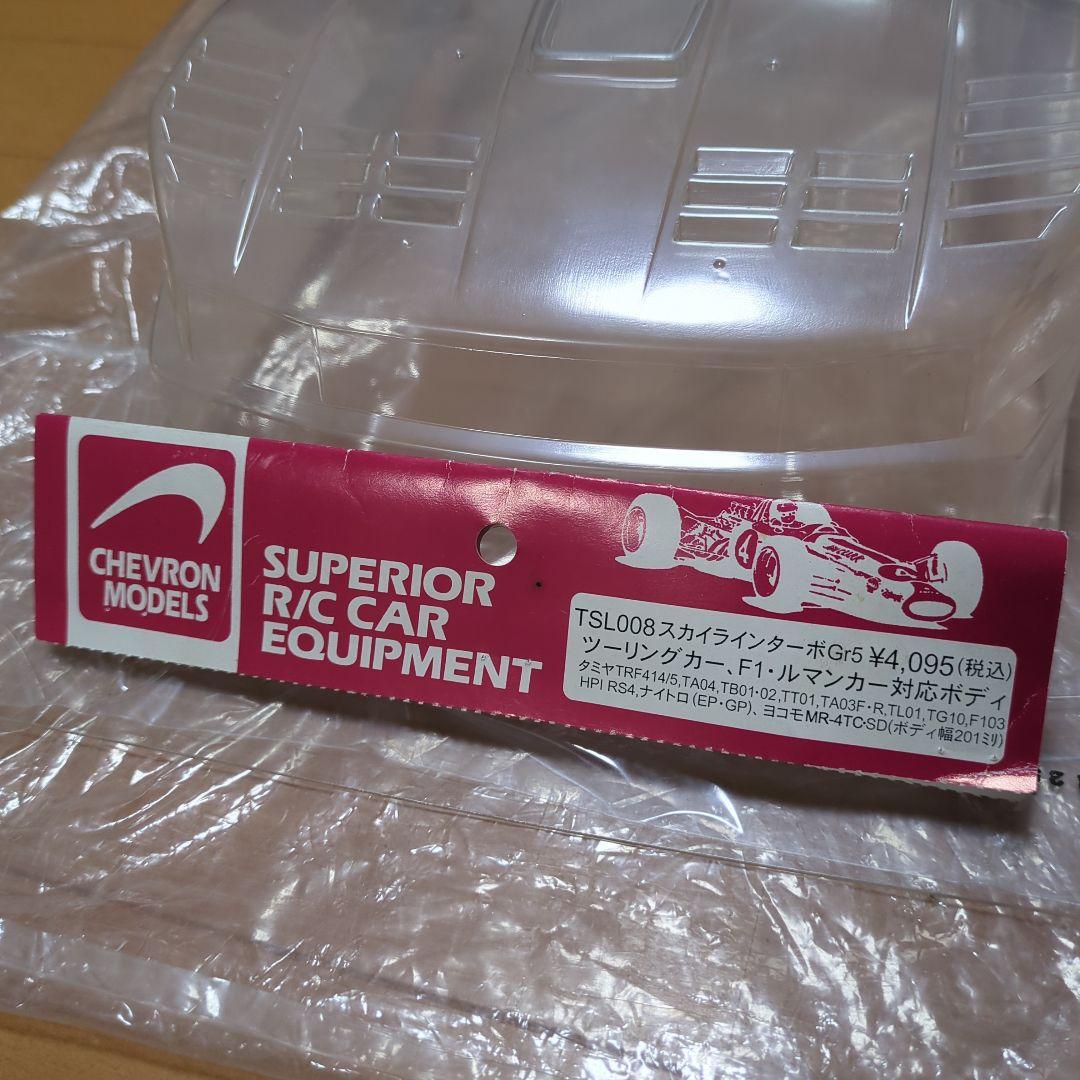 CHEVRON
MODELS
SUPERIOR
R/C CAR
EQUIPMENT
4
TSL008スカイラインターボGr5 ¥4,095(税込)
ツーリングカー、F1・ルマンカー対応ボディ
タミヤTRF414/5,TA04,TB01・02,TT01,TA03F・R,TL01,TG10,F103
HPI RS4,ナイトロ(EP・GP)、ヨコモMR-4TC・SD(ボディ幅201ミリ)